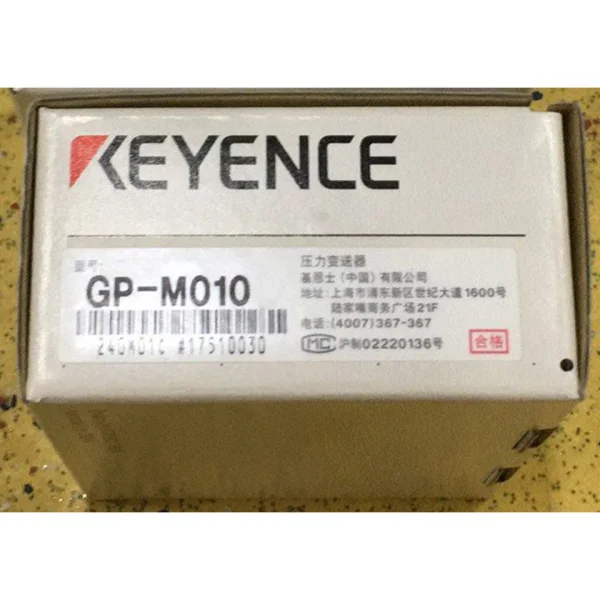 KEYENCE
型号:
GP-M010
240M01C #17510030
压力变送器
基恩士(中国)有限公司
地址:上海市浦东新区世纪大道1600号
陆家嘴商务广场21F
电话:(4007)367-367
MC 沪制02220136号
合格